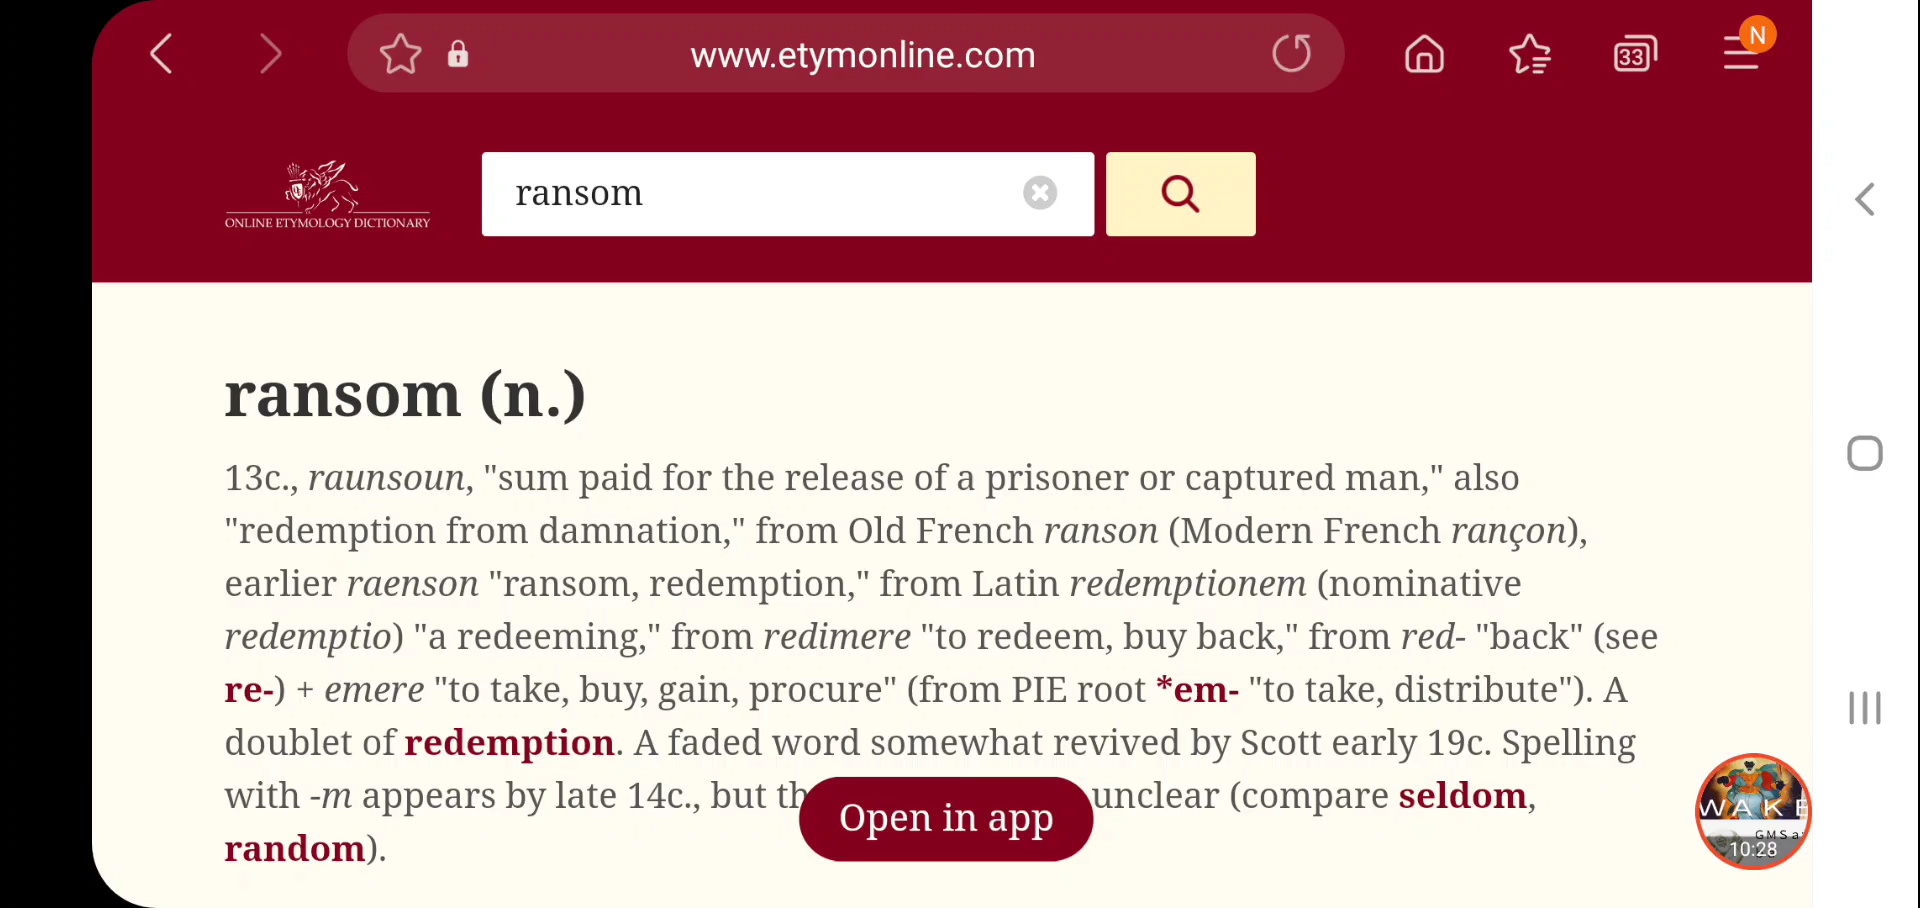 www.etymonline.com
33
N
ONLINE ETYMOLOGY DICTIONARY
ransom
ransom (n.)
13c., raunsoun, "sum paid for the release of a prisoner or captured man," also
"redemption from damnation," from Old French ranson (Modern French rançon),
earlier raenson "ransom, redemption," from Latin redemptionem (nominative
redemptio) "a redeeming," from redimere "to redeem, buy back," from red- "back" (see
re-) + emere "to take, buy, gain, procure" (from PIE root *em- "to take, distribute"). A
doublet of redemption. A faded word somewhat revived by Scott early 19c. Spelling
with -m appears by late 14c., but unclear (compare seldom,
random).
Open in app
WAKE
GMS a
10:28